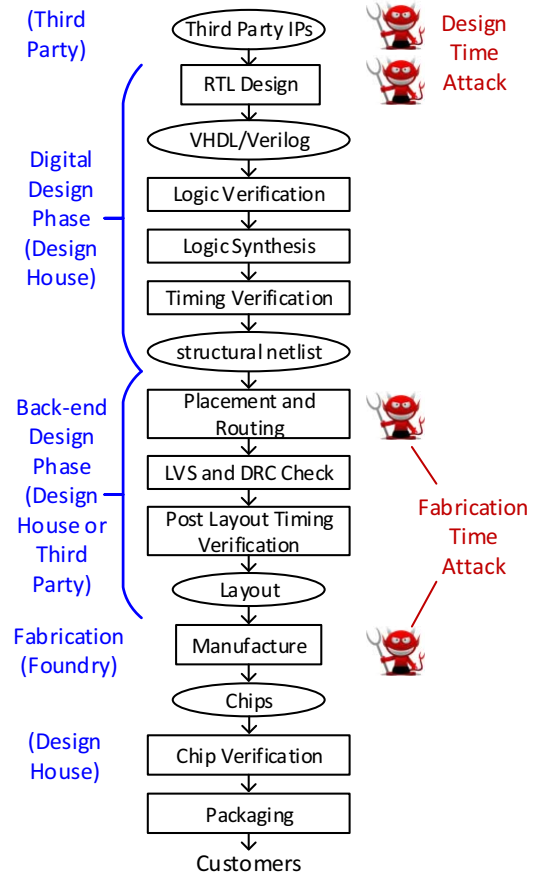 (Third
Party)
Third Party IPs
Design
Time
Attack
RTL Design
VHDL/Verilog
Digital
Design
Phase
(Design
House)
Logic Verification
Logic Synthesis
Timing Verification
structural netlist
Back-end
Design
Phase
(Design
House or
Third
Party)
Placement and
Routing
LVS and DRC Check
Post Layout Timing
Verification
Layout
Fabrication
Time
Attack
Fabrication
(Foundry)
Manufacture
Chips
(Design
House)
Chip Verification
Packaging
Customers